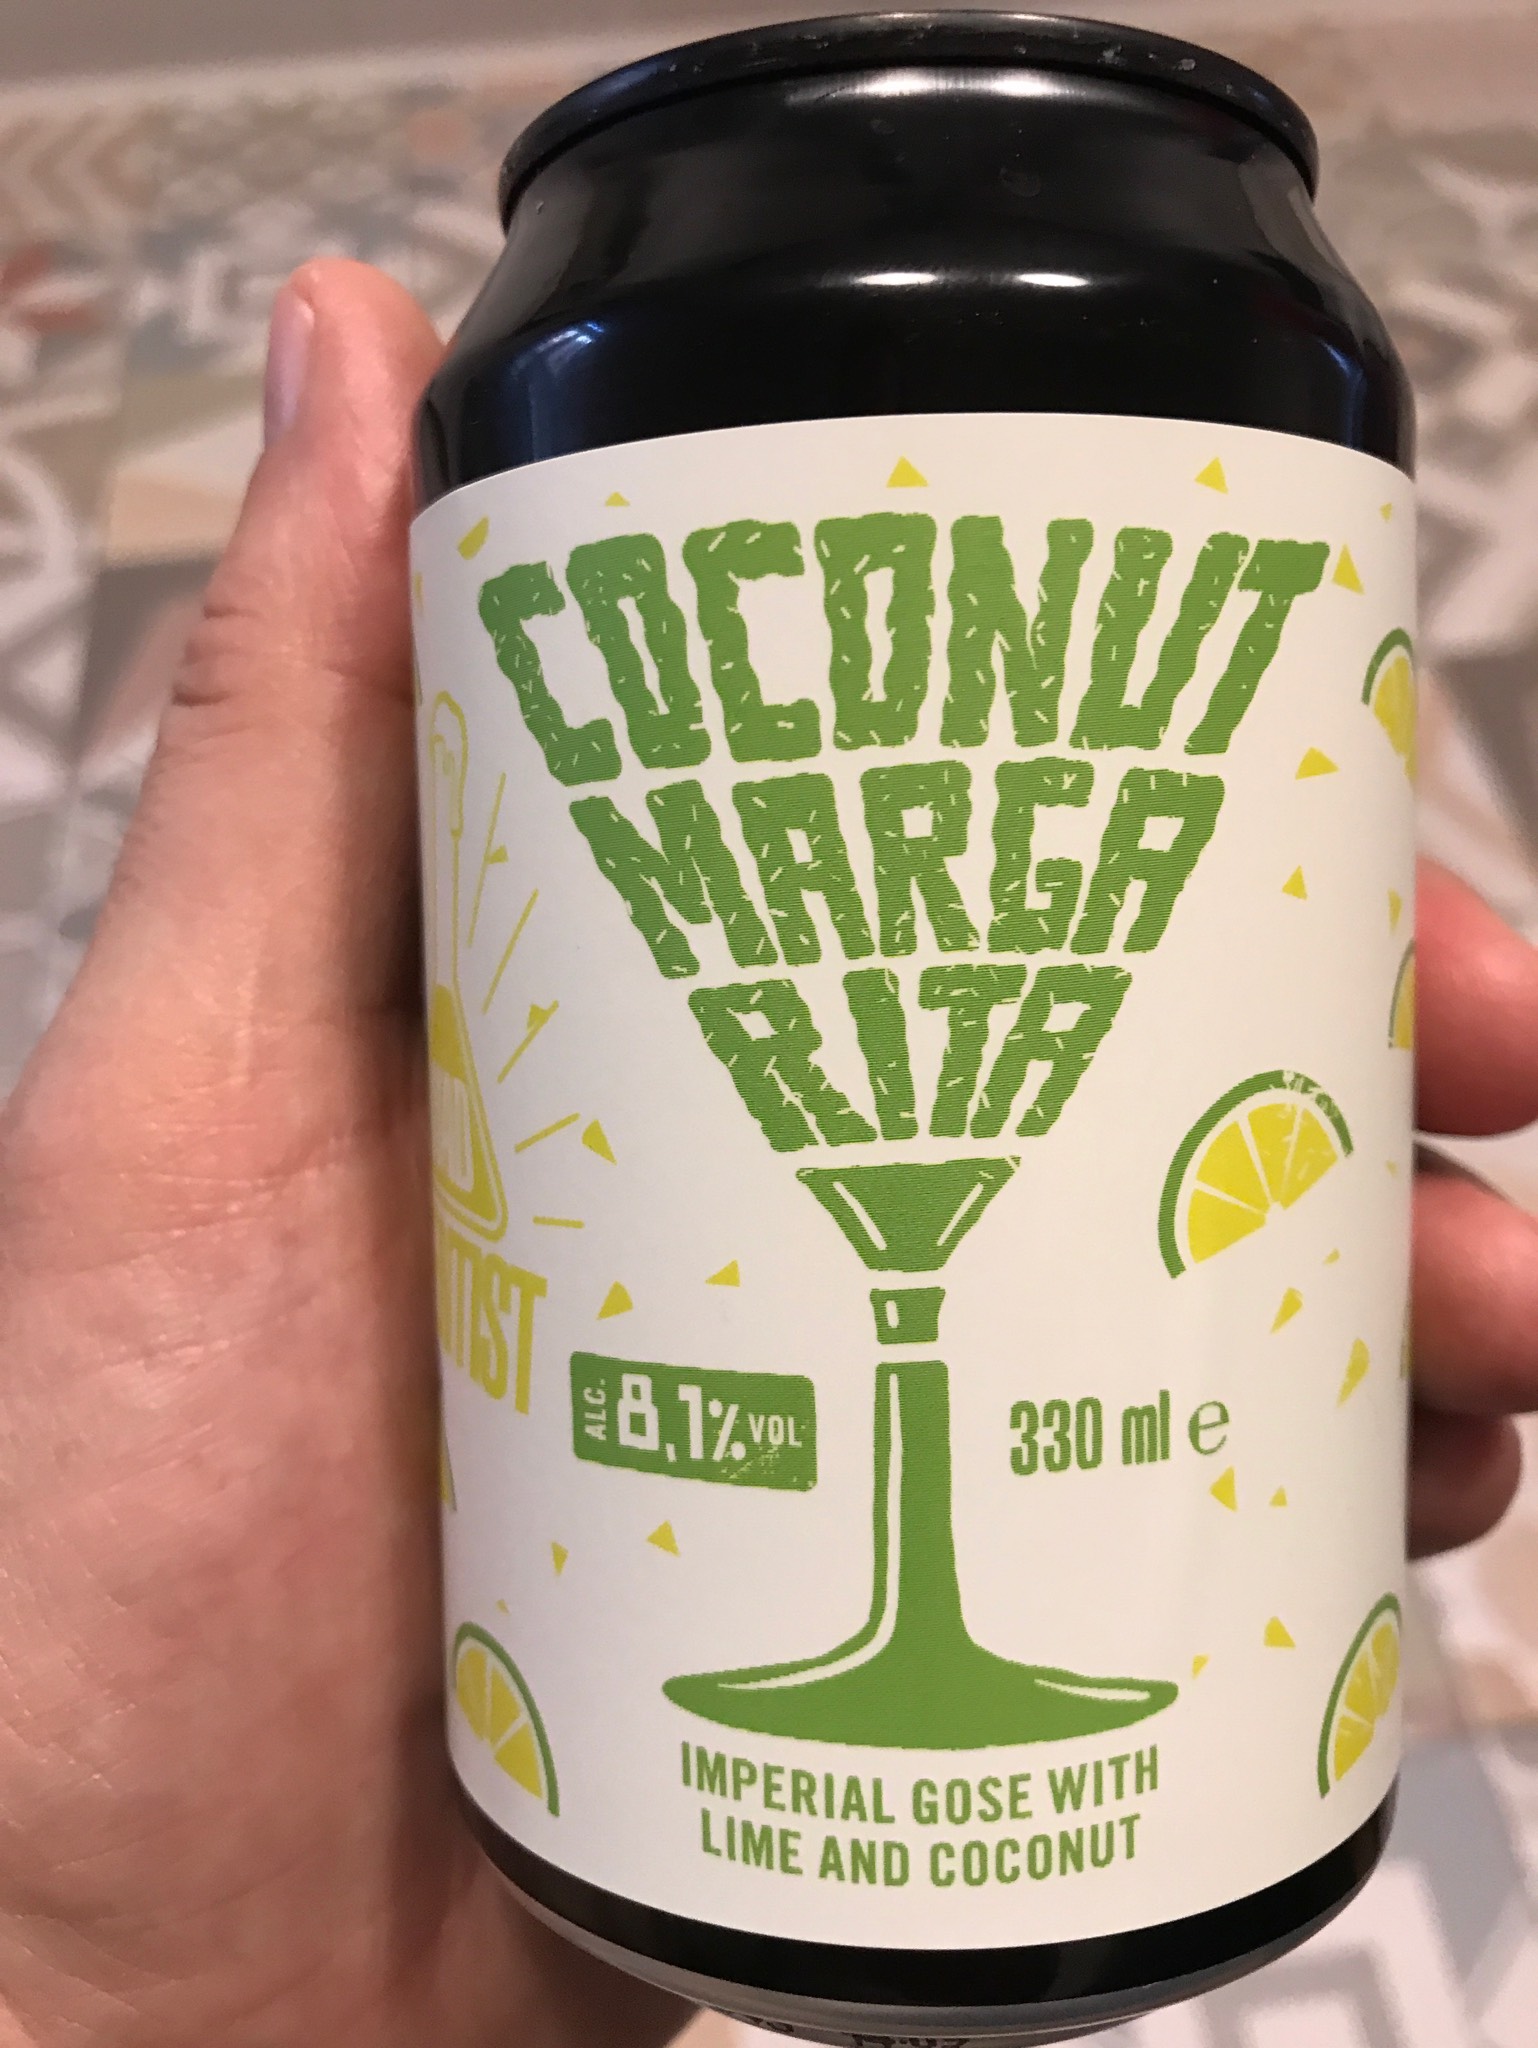 COCONUT
MARGA
RITA
ALC. 8,1% VOL
330 ml e
IMPERIAL GOSE WITH
LIME AND COCONUT